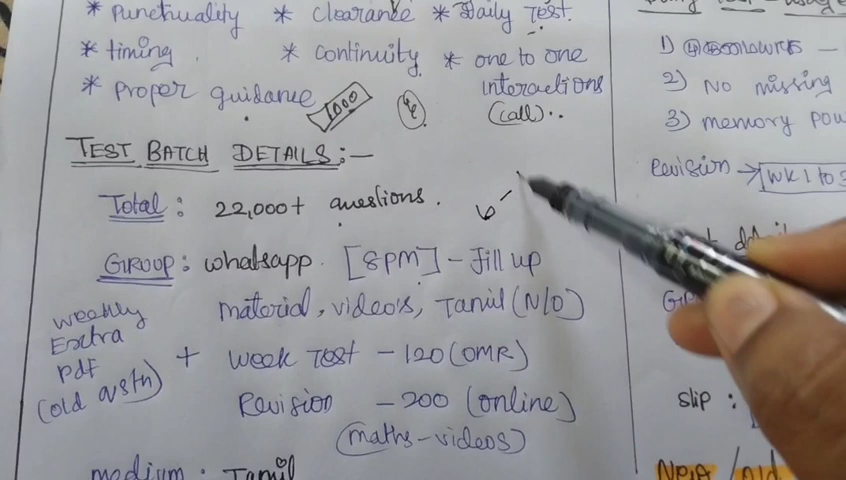 * Punctuality * Clearance * Daily Test.
* timing. * continuity * one to one
* Proper guidance interactions
1000
(call)..
TEST BATCH DETAILS:-
Total: 22,000+ questions.
GROUP: whatsapp. [8PM] - Fill up
material, video's, Tamil (N/O)
weekly
Extra
pdf
(old
+ Week TEST - 120 (OMR)
Revision - 200 (online)
(maths - videos)
medium: Tamil
1)
2) No missing
3) memory pow
Revision → WK 1 to
slip: